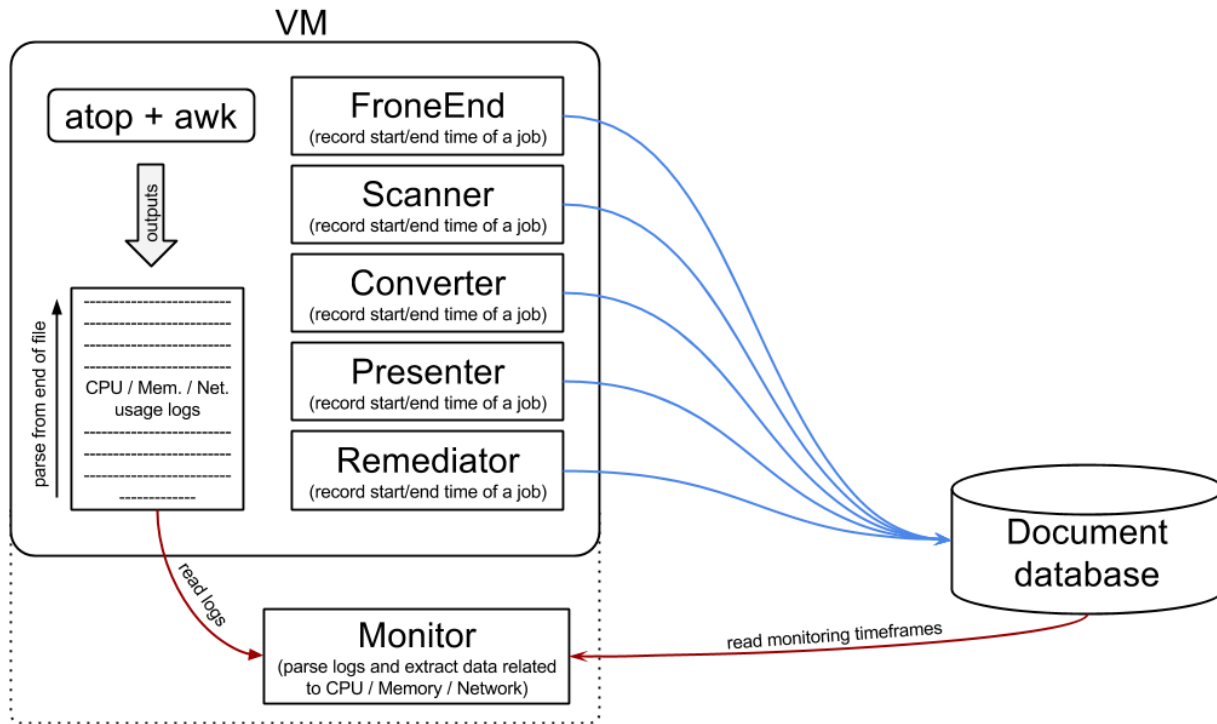 VM
atop + awk
outputs
parse from end of file
CPU / Mem. / Net.
usage logs
FroneEnd
(record start/end time of a job)
Scanner
(record start/end time of a job)
Converter
(record start/end time of a job)
Presenter
(record start/end time of a job)
Remediator
(record start/end time of a job)
Document
database
read logs
Monitor
(parse logs and extract data related
to CPU / Memory / Network)
read monitoring timeframes